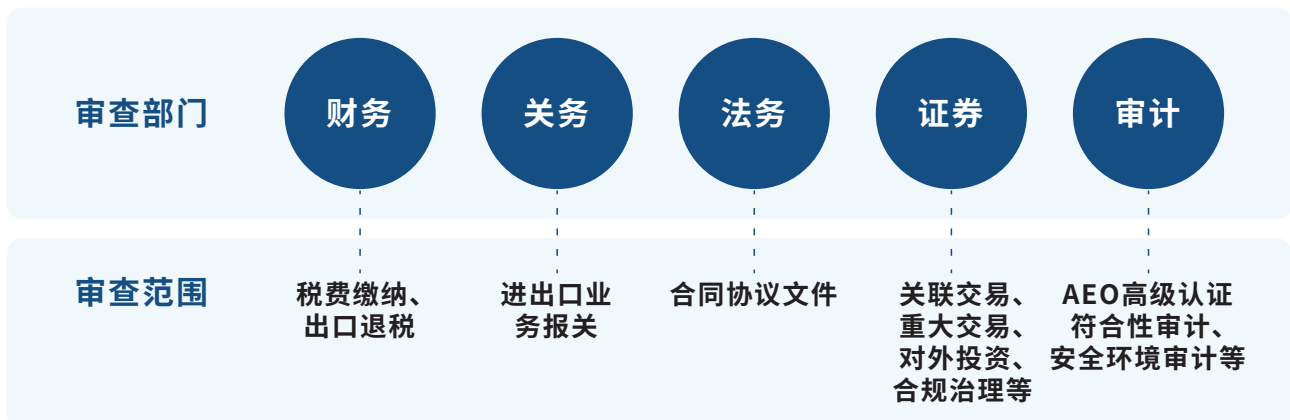 审查部门
财务
关务
法务
证券
审计
审查范围
税费缴纳、
出口退税
进出口业
务报关
合同协议文件
关联交易、
重大交易、
对外投资、
合规治理等
AEO高级认证
符合性审计、
安全环境审计等